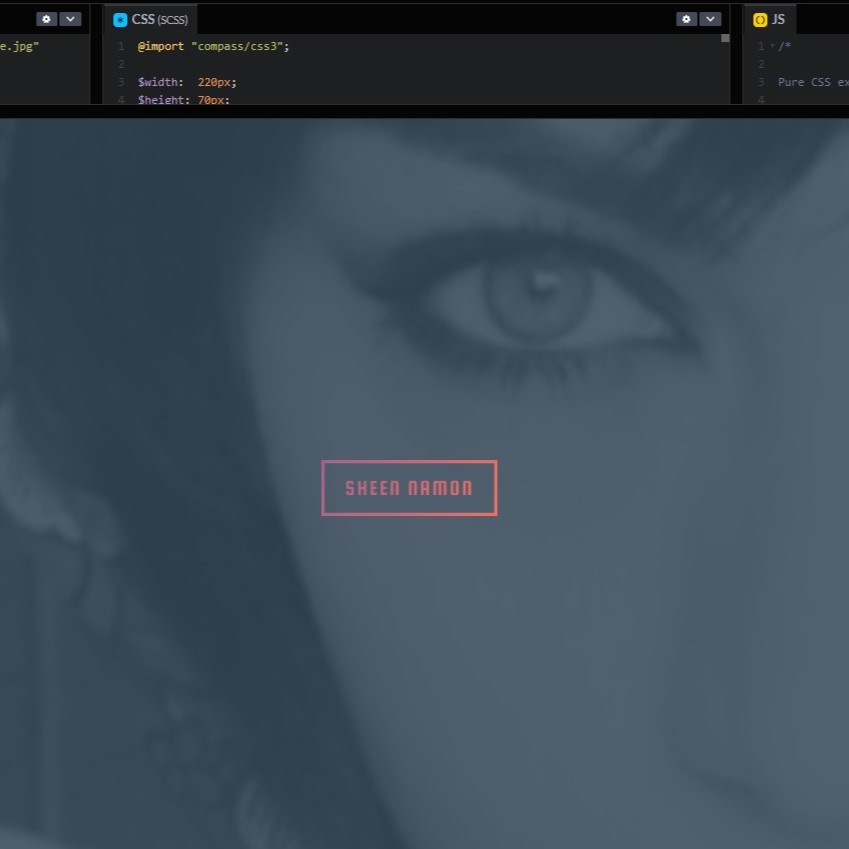 e.jpg"
CSS (SCSS)
1 @import "compass/css3";
2
3 $width: 220px;
4 $height: 70px;
JS
1 /*
2
3 Pure CSS ex
4
SHEEN NAMON